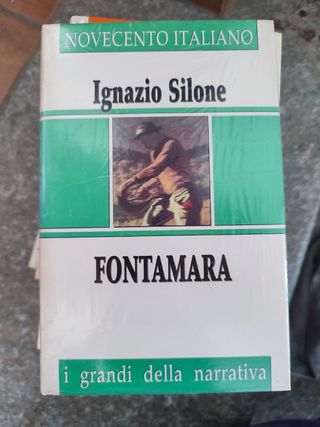 NOVECENTO ITALIANO
Ignazio Silone
FONTAMARA
i grandi della narrativa